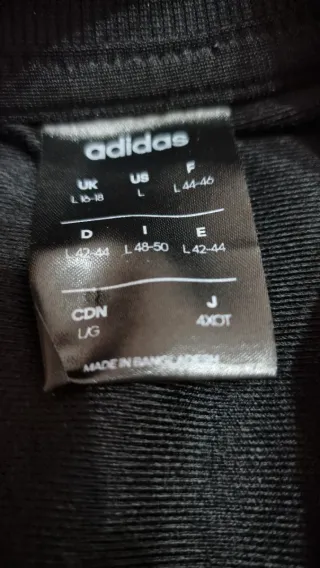 adidas
UK US F
L 16-18 L L 44-46
D I E
L 42-44 L 48-50 L 42-44
CDN J
L/G 4XOT
MADE IN BANGLADESH